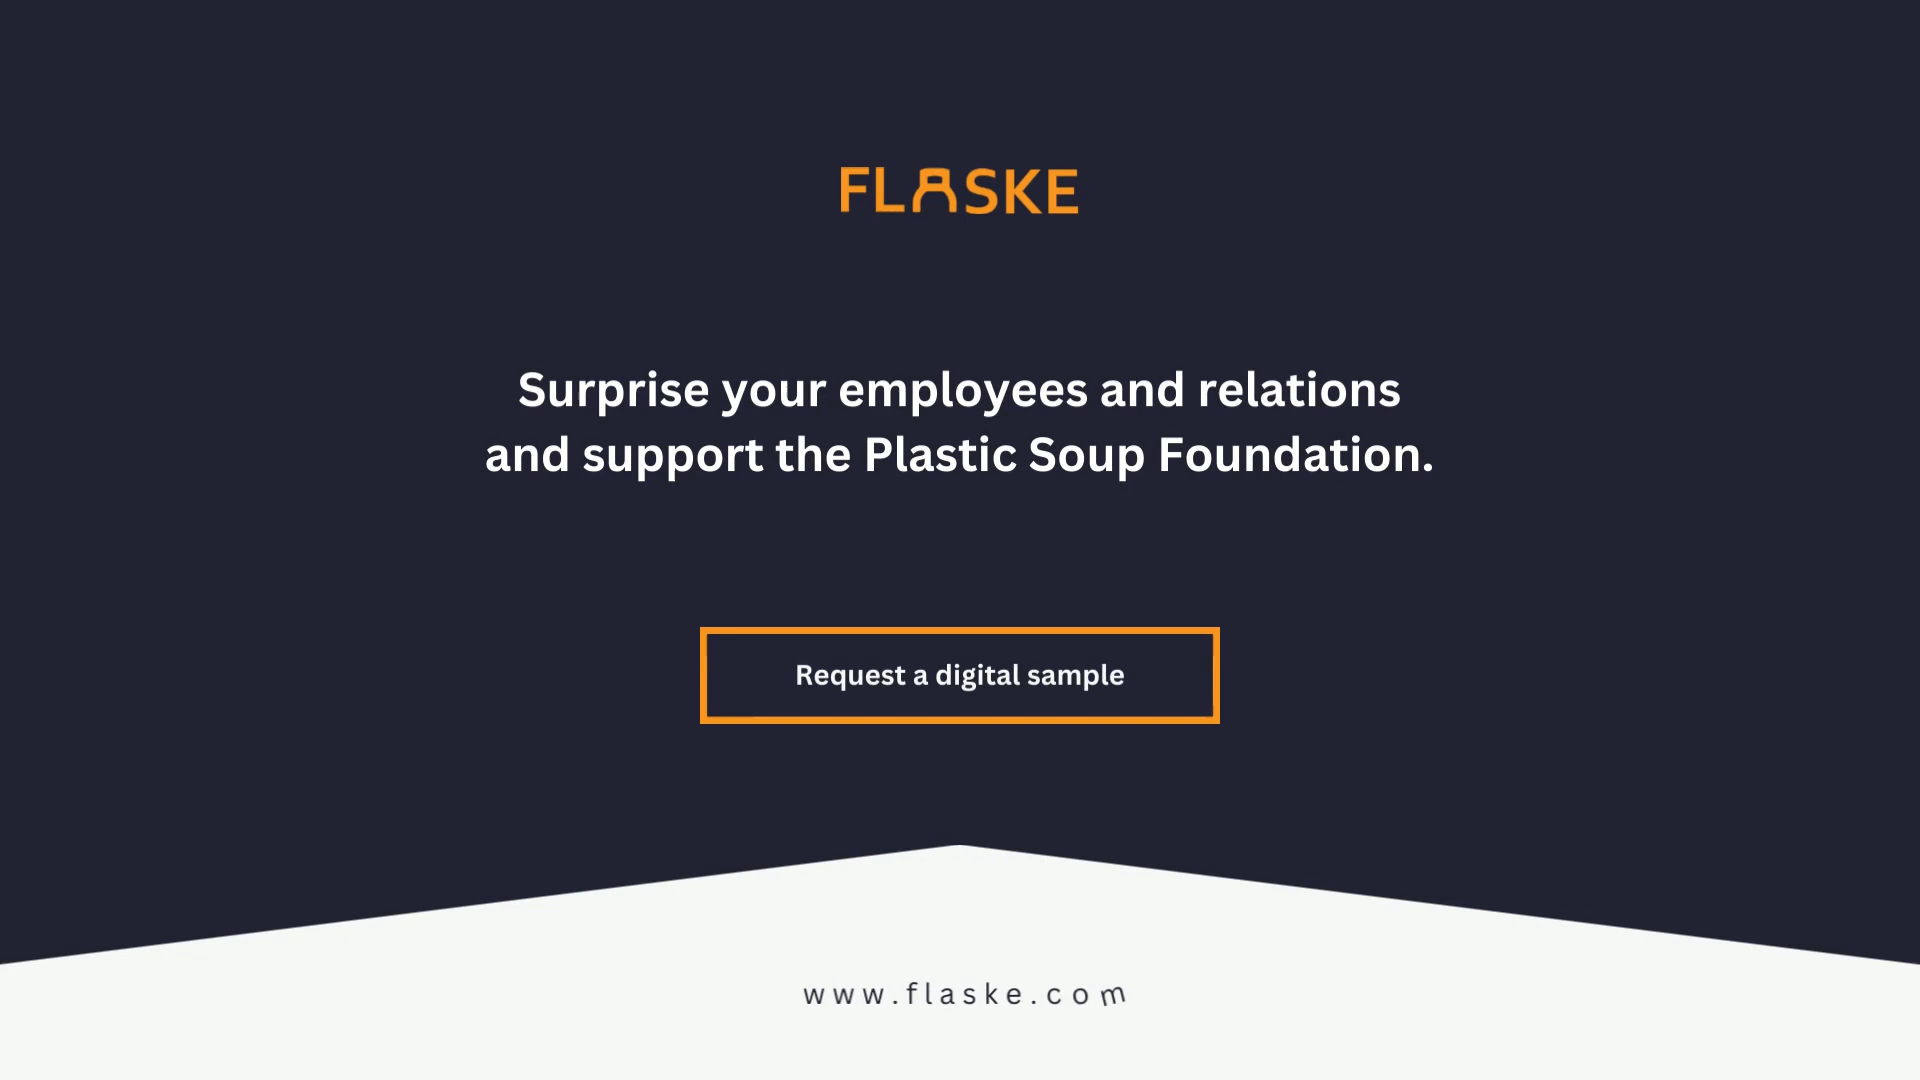 FLASKE
Surprise your employees and relations
and support the Plastic Soup Foundation.
Request a digital sample
www.flaske.com